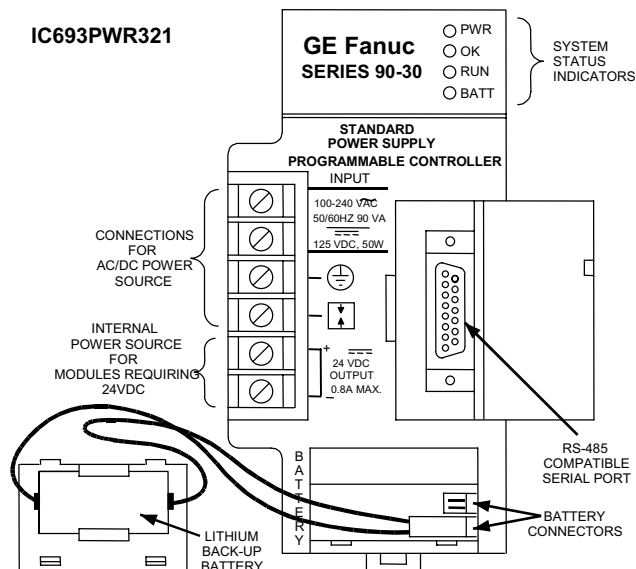 IC693PWR321
GE Fanuc
SERIES 90-30
PWR
OK
RUN
BATT
SYSTEM
STATUS
INDICATORS
STANDARD
POWER SUPPLY
PROGRAMMABLE CONTROLLER
INPUT
100-240 VAC
50/60HZ 90 VA
125 VDC, 50W
CONNECTIONS
FOR
AC/DC POWER
SOURCE
INTERNAL
POWER SOURCE
FOR
MODULES REQUIRING
24VDC
+
24 VDC
OUTPUT
0.8A MAX.
–
RS-485
COMPATIBLE
SERIAL PORT
BATTERY
BATTERY
CONNECTORS
LITHIUM
BACK-UP
BATTERY